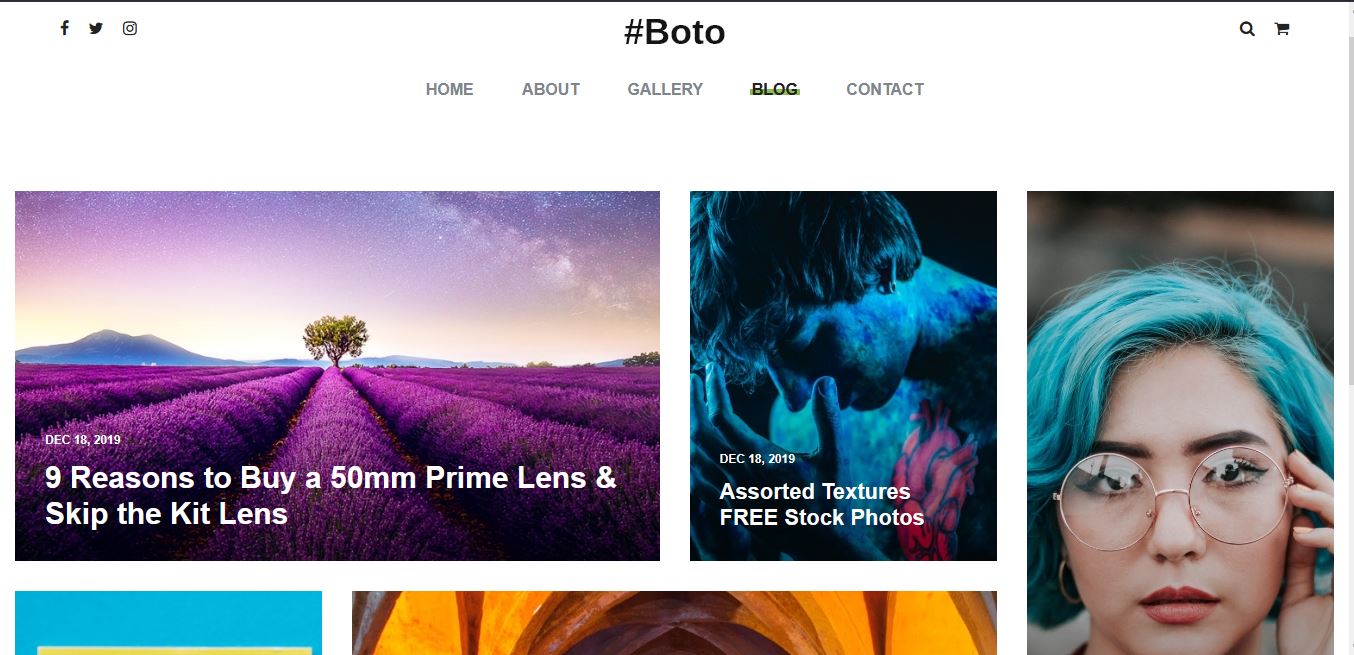 #Boto
HOME ABOUT GALLERY BLOG CONTACT
DEC 18, 2019
9 Reasons to Buy a 50mm Prime Lens &
Skip the Kit Lens
DEC 18, 2019
Assorted Textures
FREE Stock Photos